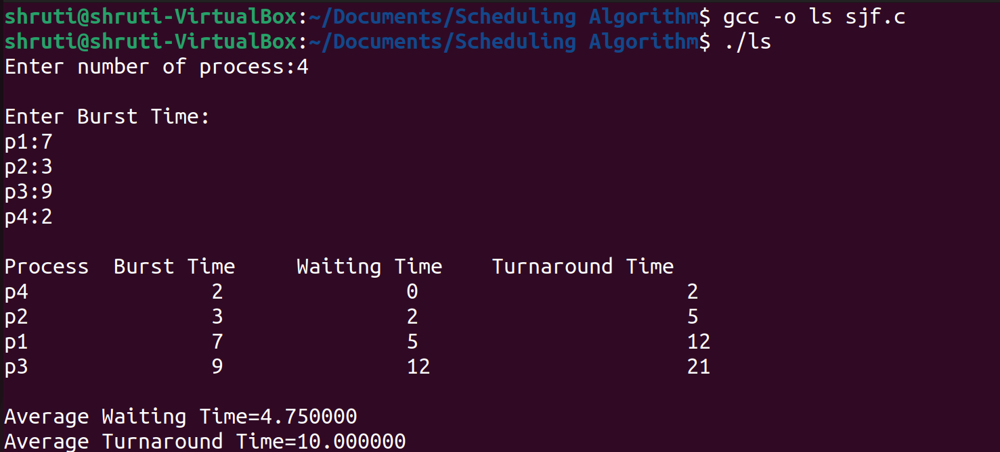 shruti@shruti-VirtualBox:~/Documents/Scheduling Algorithm$ gcc -o ls sjf.c
shruti@shruti-VirtualBox:~/Documents/Scheduling Algorithm$ ./ls
Enter number of process:4

Enter Burst Time:
p1:7
p2:3
p3:9
p4:2

Process  Burst Time     Waiting Time    Turnaround Time
p4               2               0                      2
p2               3               2                      5
p1               7               5                      12
p3               9               12                     21

Average Waiting Time=4.750000
Average Turnaround Time=10.000000